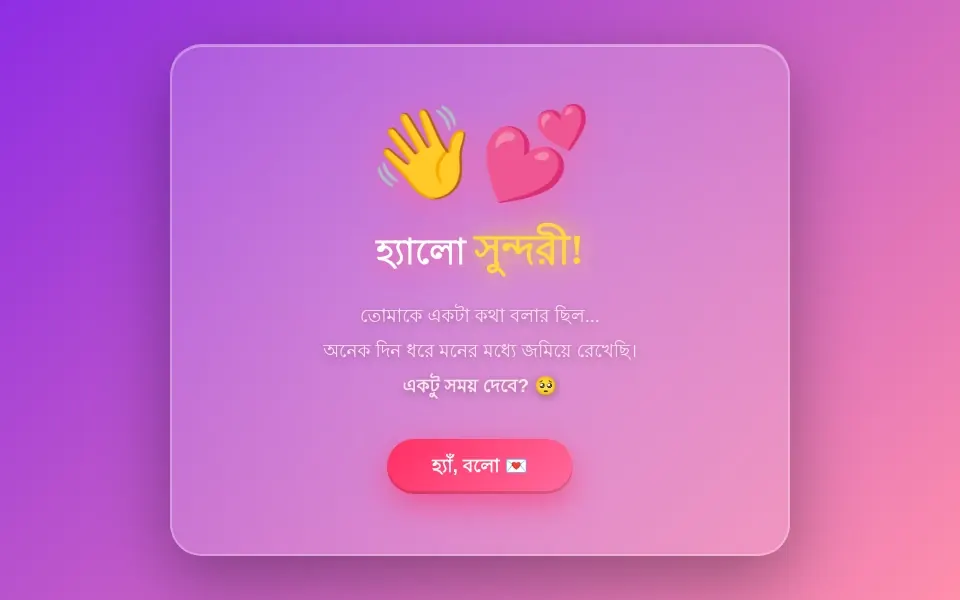 হ্যালো সুন্দরী!
তোমাকে একটা কথা বলার ছিল...
অনেক দিন ধরে মনের মধ্যে জমিয়ে রেখেছি।
একটু সময় দেবে? 🥺
হ্যাঁ, বলো 💌